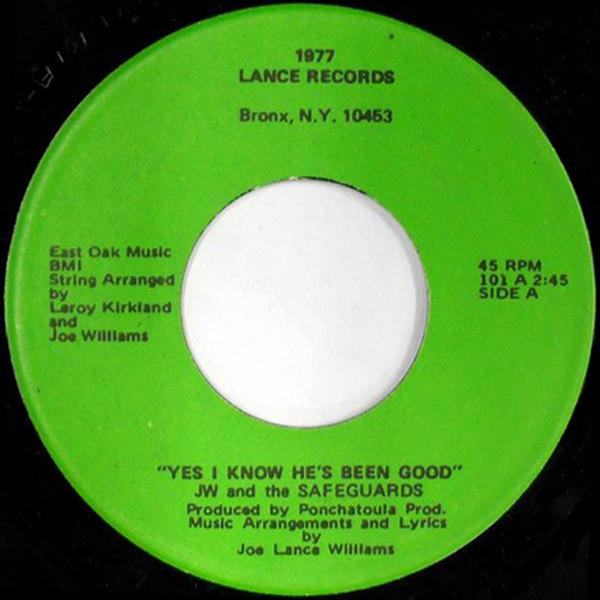 1977
LANCE RECORDS
Bronx, N.Y. 10453
East Oak Music
BMI
String Arranged
by
Leroy Kirkland
and
Joe Williams
45 RPM
101 A 2:45
SIDE A
"YES I KNOW HE'S BEEN GOOD"
JW and the SAFEGUARDS
Produced by Ponchatoula Prod.
Music Arrangements and Lyrics
by
Joe Lance Williams